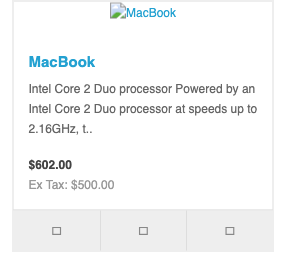 MacBook
MacBook
Intel Core 2 Duo processor Powered by an
Intel Core 2 Duo processor at speeds up to
2.16GHz, t..
$602.00
Ex Tax: $500.00